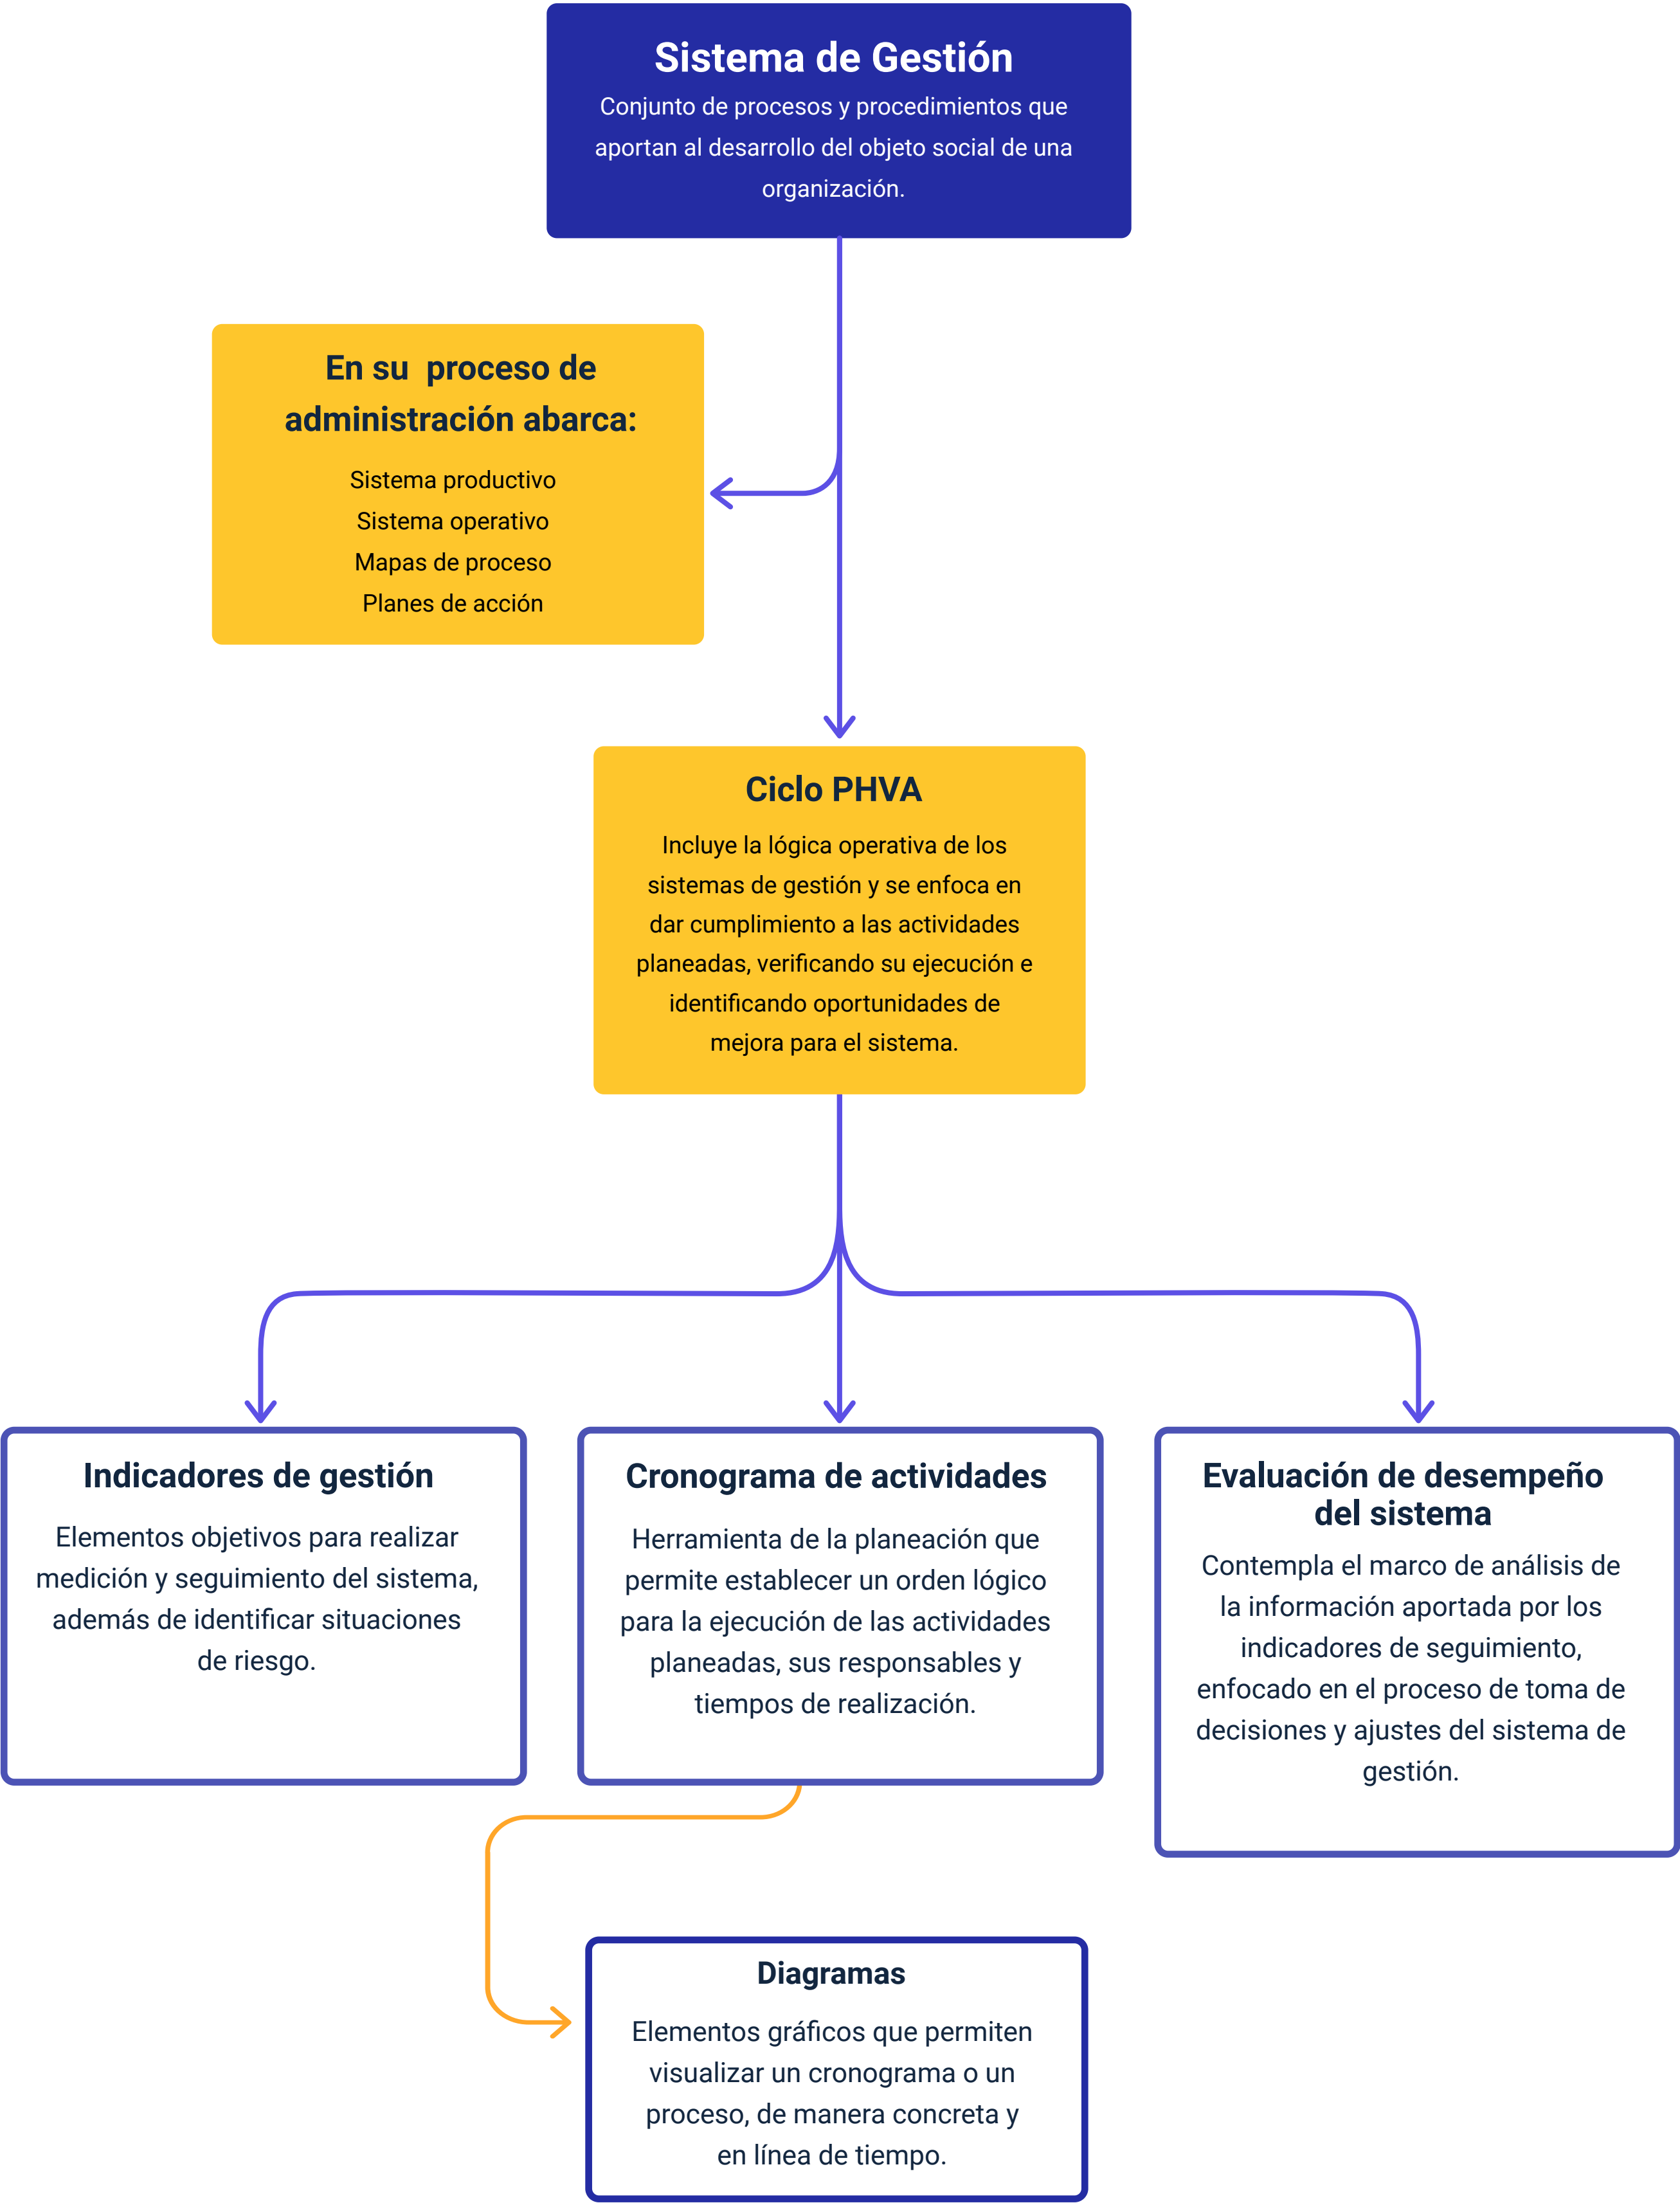 Sistema de Gestión
Conjunto de procesos y procedimientos que
aportan al desarrollo del objeto social de una
organización.
En su proceso de
administración abarca:
Sistema productivo
Sistema operativo
Mapas de proceso
Planes de acción
Ciclo PHVA
Incluye la lógica operativa de los
sistemas de gestión y se enfoca en
dar cumplimiento a las actividades
planeadas, verificando su ejecución e
identificando oportunidades de
mejora para el sistema.
Indicadores de gestión
Elementos objetivos para realizar
medición y seguimiento del sistema,
además de identificar situaciones
de riesgo.
Cronograma de actividades
Herramienta de la planeación que
permite establecer un orden lógico
para la ejecución de las actividades
planeadas, sus responsables y
tiempos de realización.
Evaluación de desempeño
del sistema
Contempla el marco de análisis de
la información aportada por los
indicadores de seguimiento,
enfocado en el proceso de toma de
decisiones y ajustes del sistema de
gestión.
Diagramas
Elementos gráficos que permiten
visualizar un cronograma o un
proceso, de manera concreta y
en línea de tiempo.